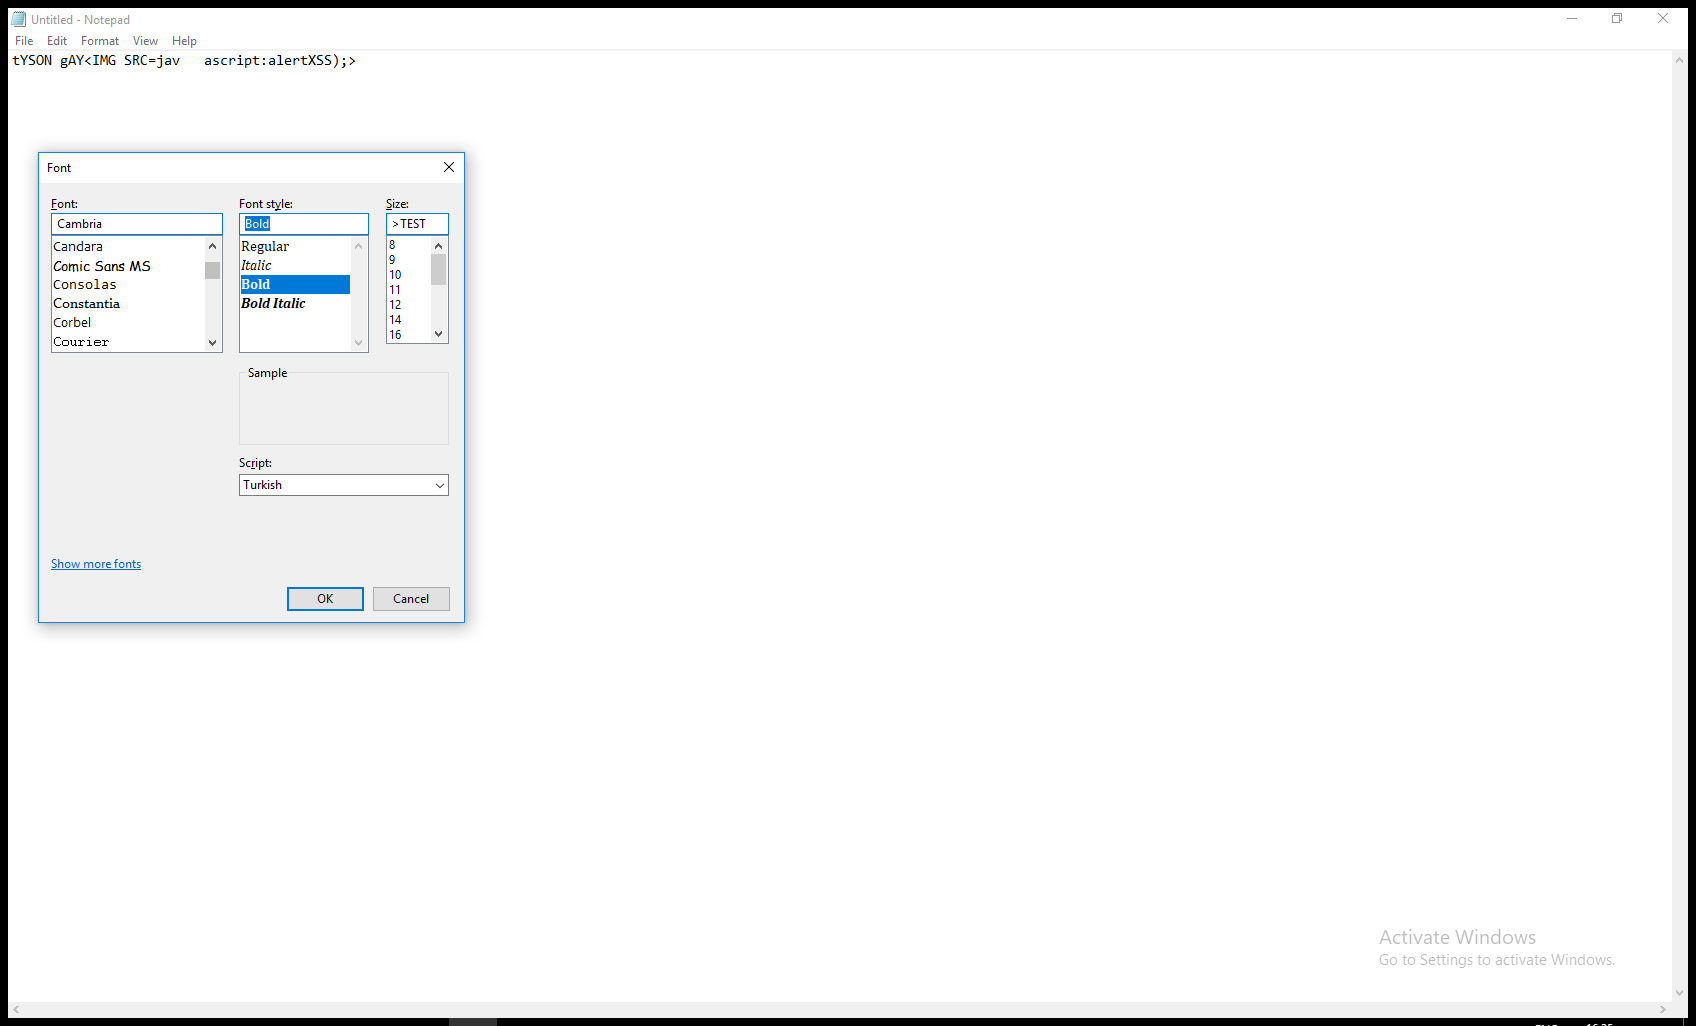 Untitled - Notepad
File Edit Format View Help
tYSON gAY<IMG SRC=jav   ascript:alertXSS);>
Font
Font: Font style: Size:
Cambria Bold >TEST
Candara
Comic Sans MS
Consolas
Constantia
Corbel
Courier
Regular
Italic
Bold
Bold Italic
8
9
10
11
12
14
16
Sample
Script:
Turkish
Show more fonts
OK Cancel
Activate Windows
Go to Settings to activate Windows.